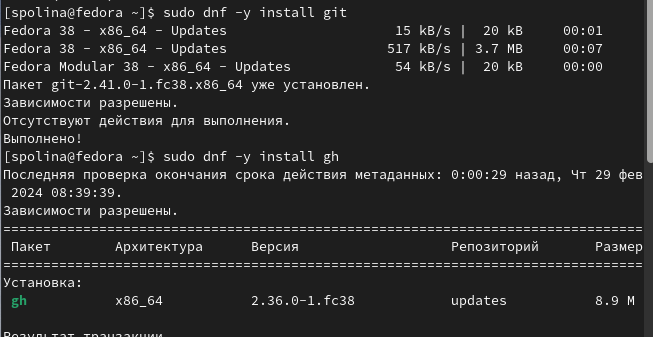 [spolina@fedora ~]$ sudo dnf -y install git
Fedora 38 - x86_64 - Updates 15 kB/s | 20 kB 00:01
Fedora 38 - x86_64 - Updates 517 kB/s | 3.7 MB 00:07
Fedora Modular 38 - x86_64 - Updates 54 kB/s | 20 kB 00:00
Пакет git-2.41.0-1.fc38.x86_64 уже установлен.
Зависимости разрешены.
Отсутствуют действия для выполнения.
Выполнено!
[spolina@fedora ~]$ sudo dnf -y install gh
Последняя проверка окончания срока действия метаданных: 0:00:29 назад, Чт 29 фев
2024 08:39:39.
Зависимости разрешены.
================================================================================
Пакет Архитектура Версия Репозиторий Размер
================================================================================
Установка:
gh x86_64 2.36.0-1.fc38 updates 8.9 M
Результат транзакции